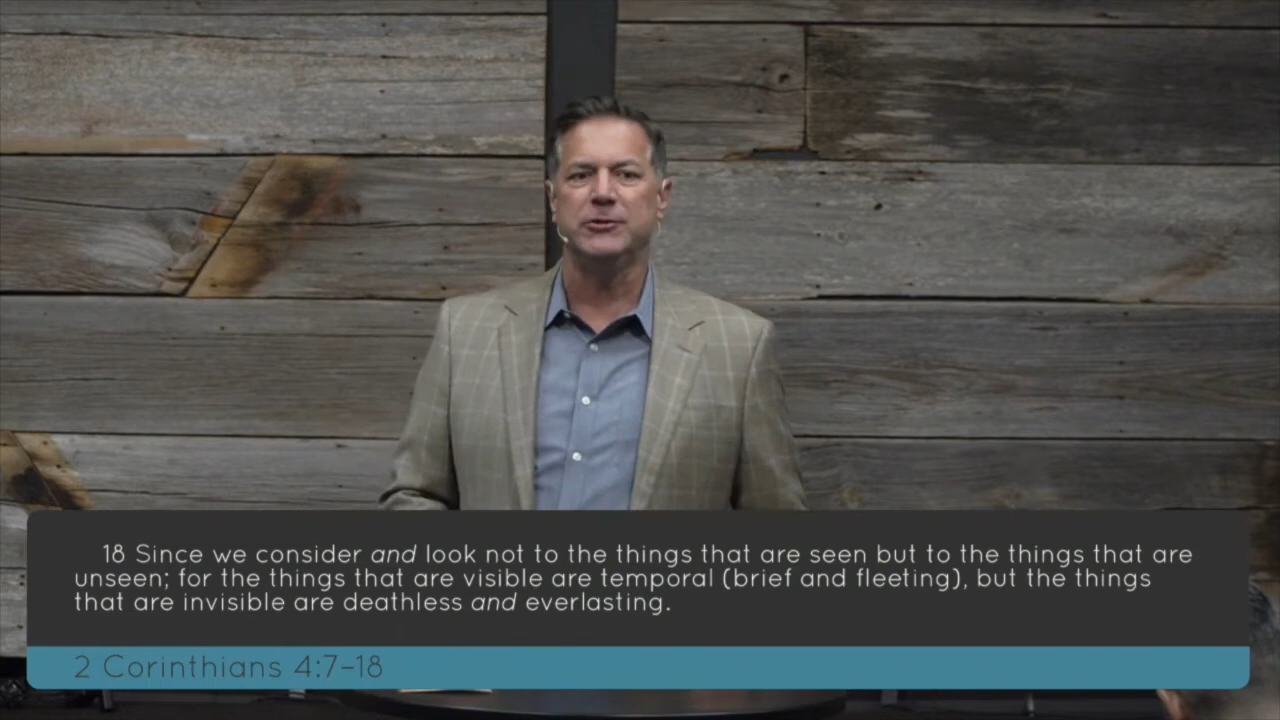 18 Since we consider and look not to the things that are seen but to the things that are
unseen; for the things that are visible are temporal (brief and fleeting), but the things
that are invisible are deathless and everlasting.
2 Corinthians 4:7-18